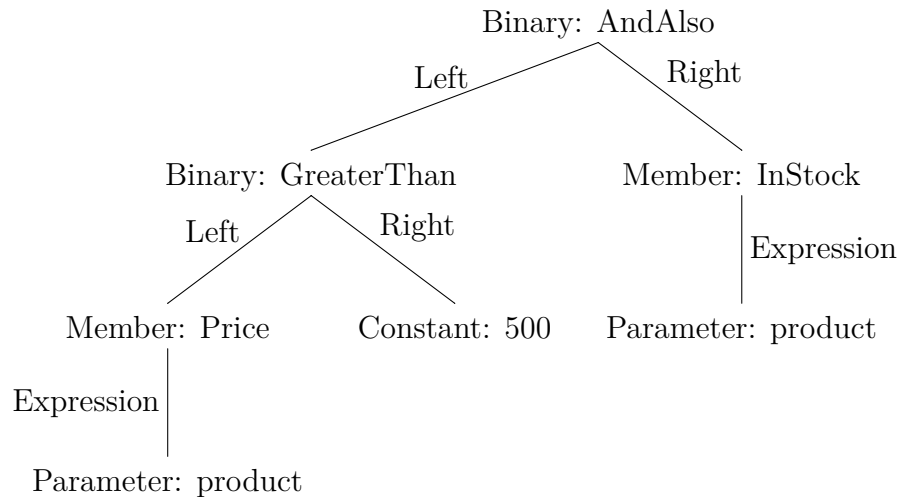 Binary: AndAlso
Left
Right
Binary: GreaterThan
Member: InStock
Left
Right
Expression
Member: Price
Constant: 500
Parameter: product
Expression
Parameter: product